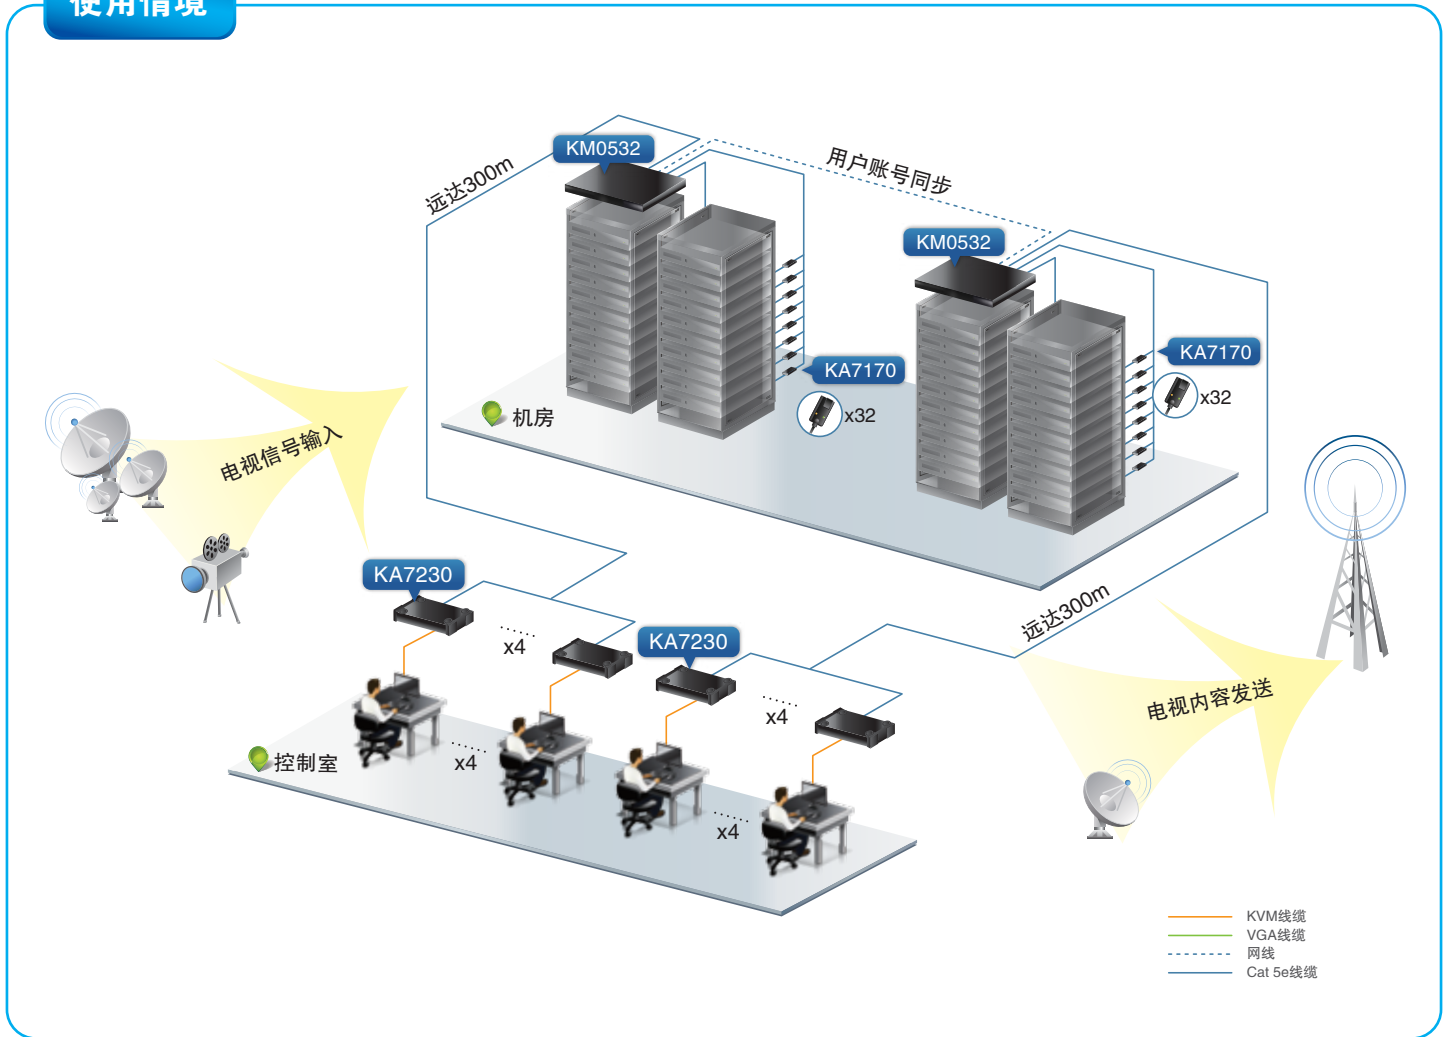 使用情境
KM0532
远达300m
用户账号同步
KM0532
KA7170
x32
KA7170
x32
机房
电视信号输入
KA7230
x4
KA7230
x4
远达300m
电视内容发送
控制室
x4
x4
KVM线缆
VGA线缆
网线
Cat 5e线缆